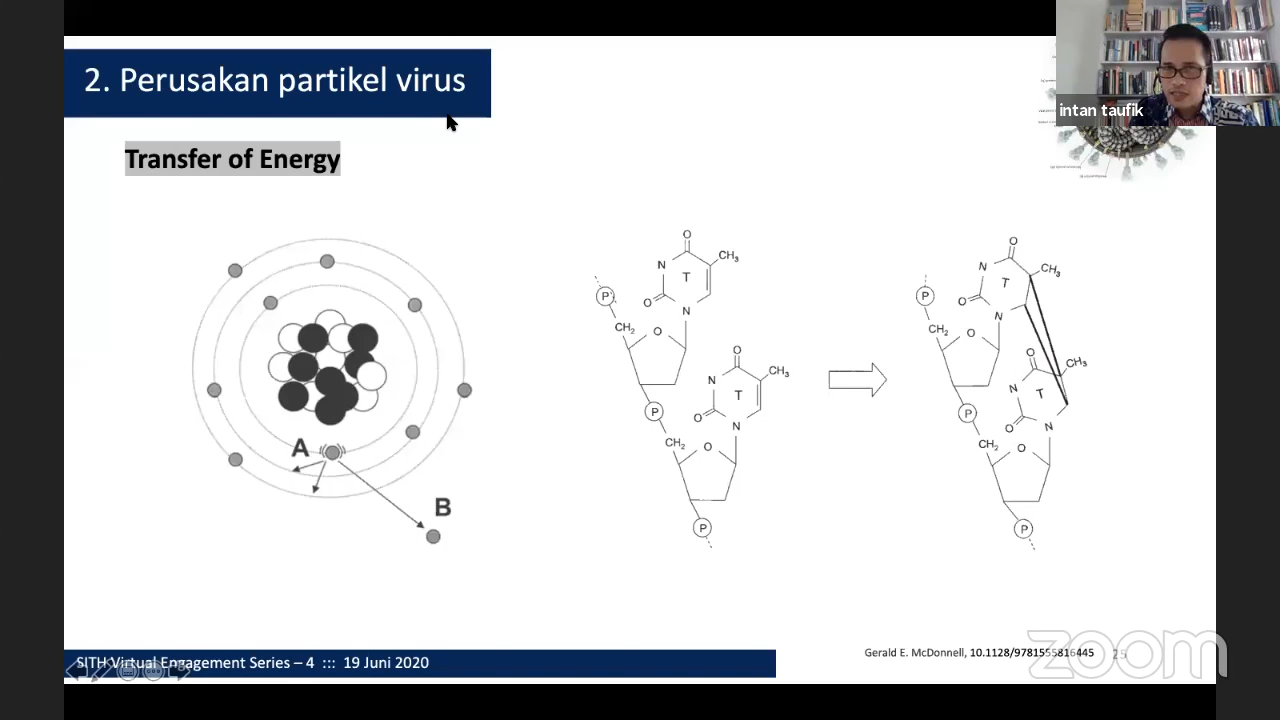 2. Perusakan partikel virus
intan taufik
Transfer of Energy
A
B
O
CH3
N
T
O
N
P
CH2
O
O
CH3
N
T
O
N
P
CH2
O
P
O
CH3
N
T
O
N
P
CH2
O
O
CH3
N
T
O
N
P
CH2
O
P
SITH Virtual Engagement Series – 4 ::: 19 Juni 2020
Gerald E. McDonnell, 10.1128/9781555816445
25
zoom